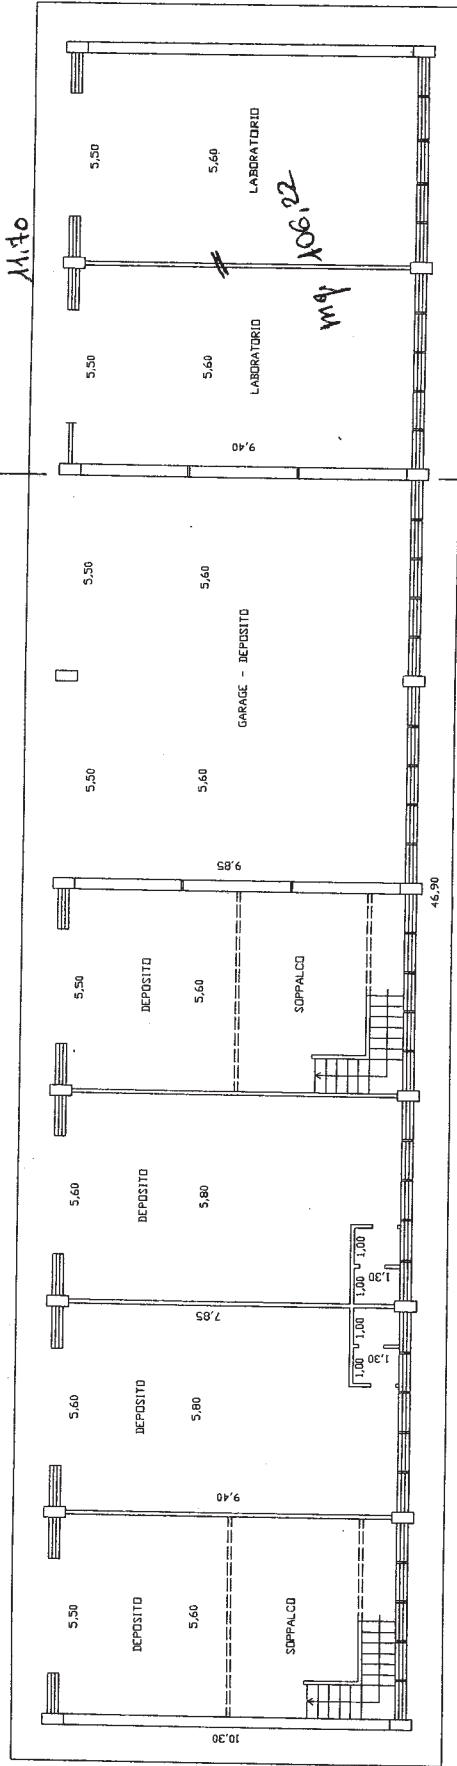 11.70
5,50
5,60
LABORATORIO
mq 106,22
5,50
5,60
LABORATORIO
9,40
5,50
5,60
GARAGE - DEPOSITO
5,50
5,60
9,85
46,90
5,50
DEPOSITO
5,60
SOPPALCO
5,60
DEPOSITO
5,80
1,00
1,30
1,00
7,85
1,00
1,30
1,00
5,60
DEPOSITO
5,80
9,40
5,50
DEPOSITO
5,60
SOPPALCO
10,30